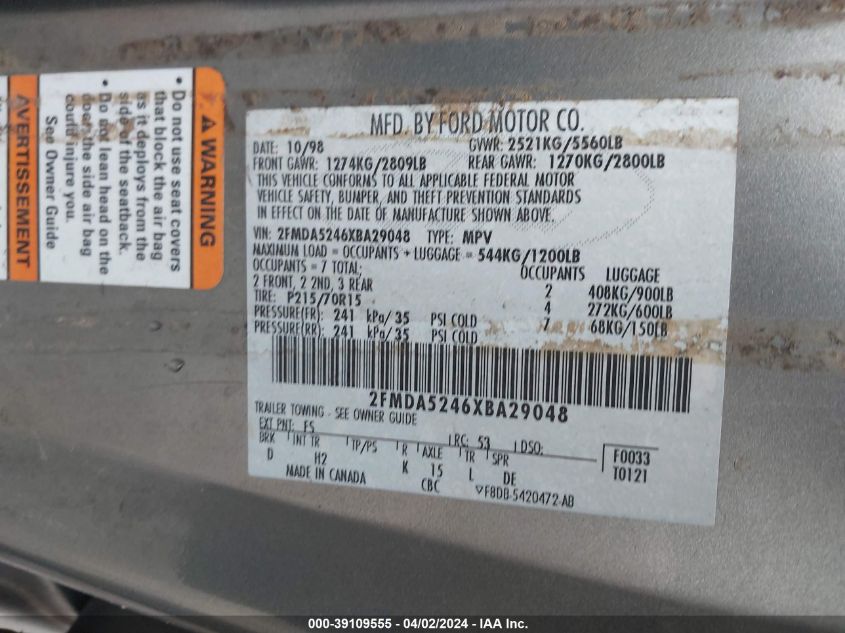 AVERTISSEMENT
• Do not use seat covers
that block the air bag
as it deploys from the
side of the seatback.
• Do not lean head on the
door the side air bag
could injure you.
See Owner Guide
WARNING
MFD. BY FORD MOTOR CO.
DATE: 10/98 GVWR: 2521KG/5560LB
FRONT GAWR: 1274KG/2809LB REAR GAWR: 1270KG/2800LB
THIS VEHICLE CONFORMS TO ALL APPLICABLE FEDERAL MOTOR
VEHICLE SAFETY, BUMPER, AND THEFT PREVENTION STANDARDS
IN EFFECT ON THE DATE OF MANUFACTURE SHOWN ABOVE.
VIN: 2FMDA5246XBA29048 TYPE: MPV
MAXIMUM LOAD = OCCUPANTS + LUGGAGE = 544KG/1200LB
OCCUPANTS = 7 TOTAL; OCCUPANTS LUGGAGE
2 FRONT, 2 2ND, 3 REAR 2 408KG/900LB
TIRE: P215/70R15 4 272KG/600LB
PRESSURE(FR): 241 kPa/35 PSI COLD 7 68KG/150LB
PRESSURE(RR): 241 kPa/35 PSI COLD
2FMDA5246XBA29048
TRAILER TOWING - SEE OWNER GUIDE
EXT PNT: FS RC: 53 DSO: F0033
BRK INT TR TP/PS R AXLE TR SPR T0121
D H2 K 15 L DE
MADE IN CANADA CBC ▽F8DB-5420472-AB
000-39109555 - 04/02/2024 - IAA Inc.